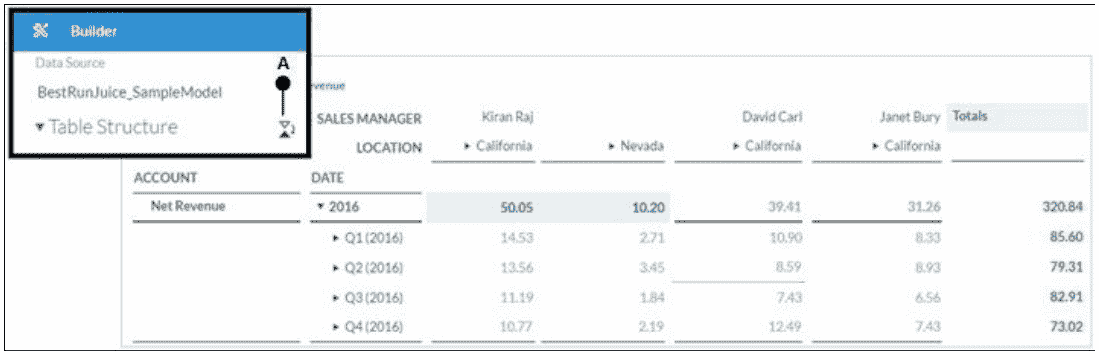 Builder
Data Source
A
BestRunJuice_SampleModel
Table Structure
SALES MANAGER Kiran Raj David Carl Janet Bury Totals
LOCATION California Nevada California California
ACCOUNT DATE
Net Revenue 2016 50.05 10.20 39.41 31.26 320.84
Q1 (2016) 14.53 2.71 10.90 8.33 85.60
Q2 (2016) 13.56 3.45 8.59 8.93 79.31
Q3 (2016) 11.19 1.84 7.43 6.56 82.91
Q4 (2016) 10.77 2.19 12.49 7.43 73.02